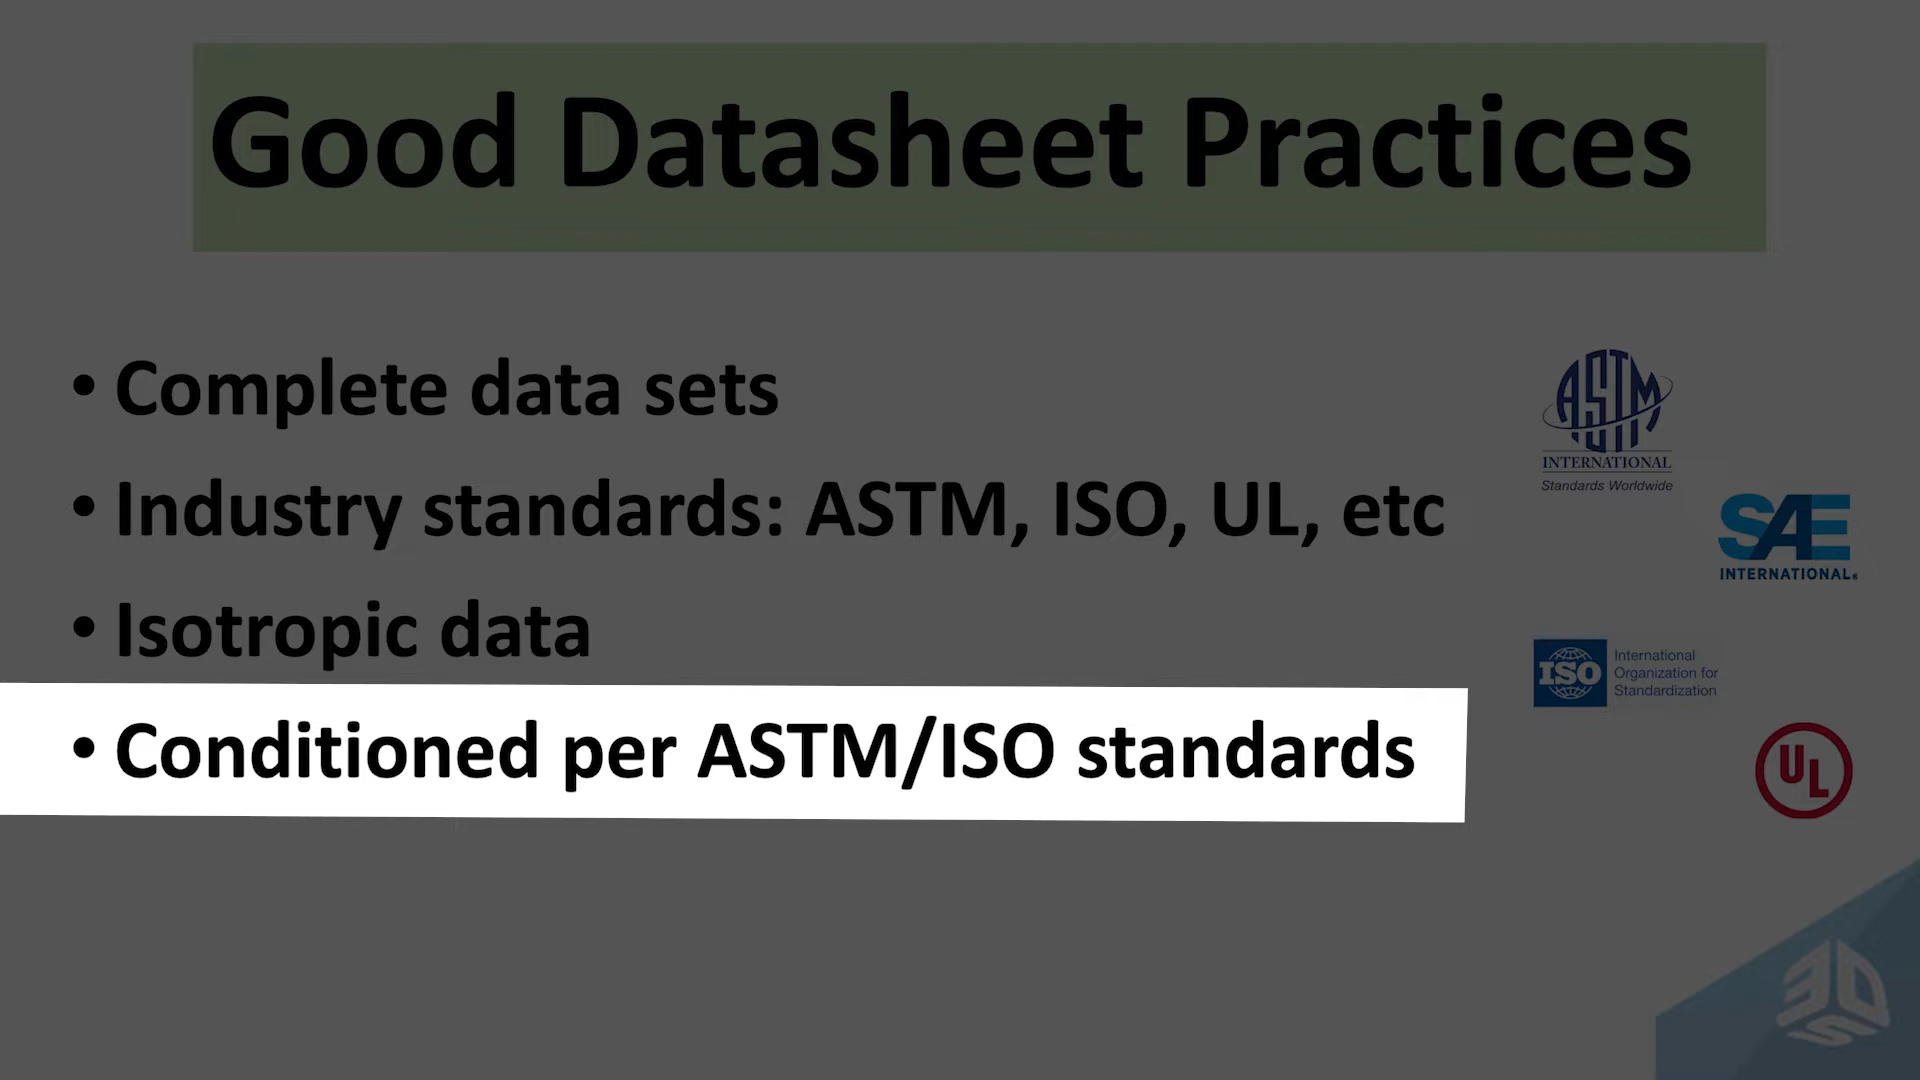 Good Datasheet Practices
• Complete data sets
• Industry standards: ASTM, ISO, UL, etc
• Isotropic data
• Conditioned per ASTM/ISO standards
ASTM
INTERNATIONAL
Standards Worldwide
SAE
INTERNATIONAL®
ISO
International
Organization for
Standardization
UL
3DS